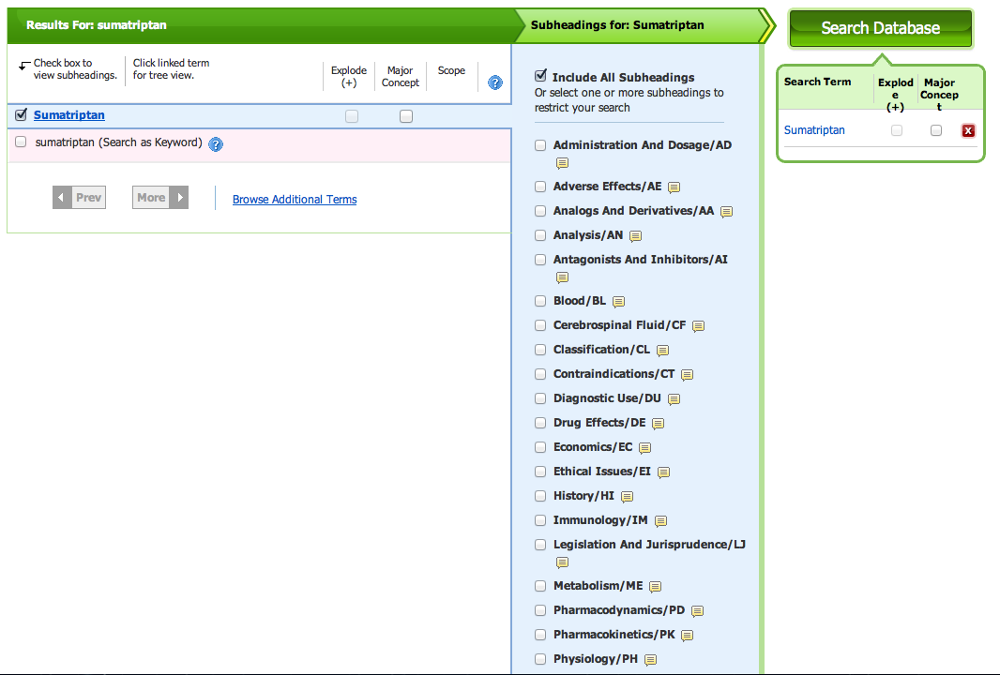 Results For: sumatriptan
Check box to
view subheadings.
Click linked term
for tree view.
Explode
(+)
Major
Concept
Scope
?
Sumatriptan
sumatriptan (Search as Keyword) ?
Prev
More
Browse Additional Terms
Subheadings for: Sumatriptan
Include All Subheadings
Or select one or more subheadings to
restrict your search
Administration And Dosage/AD
Adverse Effects/AE
Analogs And Derivatives/AA
Analysis/AN
Antagonists And Inhibitors/AI
Blood/BL
Cerebrospinal Fluid/CF
Classification/CL
Contraindications/CT
Diagnostic Use/DU
Drug Effects/DE
Economics/EC
Ethical Issues/EI
History/HI
Immunology/IM
Legislation And Jurisprudence/LJ
Metabolism/ME
Pharmacodynamics/PD
Pharmacokinetics/PK
Physiology/PH
Search Database
Search Term
Explod
e
(+)
Major
Concep
t
Sumatriptan
X